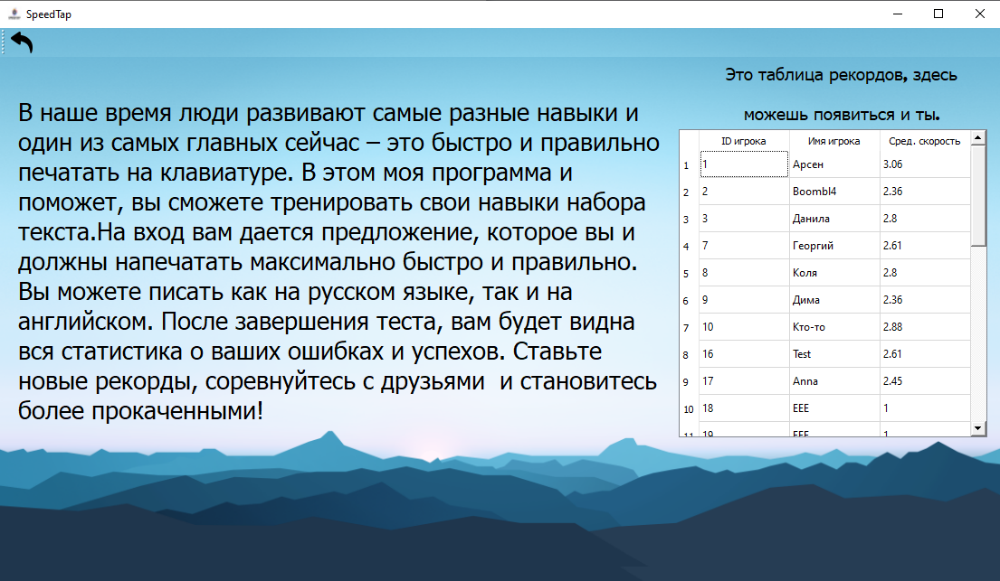 SpeedTap
Это таблица рекордов, здесь
можешь появиться и ты.
В наше время люди развивают самые разные навыки и
один из самых главных сейчас – это быстро и правильно
печатать на клавиатуре. В этом моя программа и
поможет, вы сможете тренировать свои навыки набора
текста.На вход вам дается предложение, которое вы и
должны напечатать максимально быстро и правильно.
Вы можете писать как на русском языке, так и на
английском. После завершения теста, вам будет видна
вся статистика о ваших ошибках и успехов. Ставьте
новые рекорды, соревнуйтесь с друзьями  и становитесь
более прокаченными!
ID игрока Имя игрока Сред. скорость
1 1 Арсен 3.06
2 2 Boombl4 2.36
3 3 Данила 2.8
4 7 Георгий 2.61
5 8 Коля 2.8
6 9 Дима 2.36
7 10 Кто-то 2.88
8 16 Test 2.61
9 17 Anna 2.45
10 18 EEE 1
11 19 EEE 1